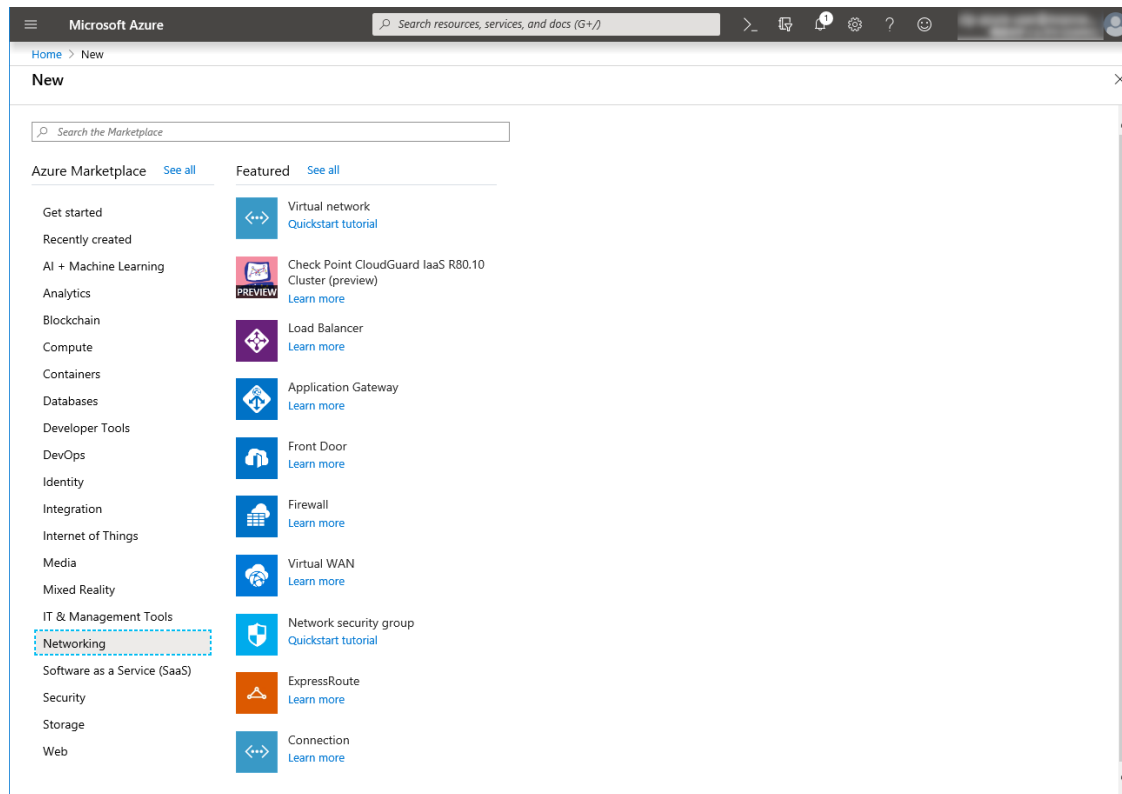 Microsoft Azure
Search resources, services, and docs (G+/)
1
Home > New
New
Search the Marketplace
Azure Marketplace See all
Get started
Recently created
AI + Machine Learning
Analytics
Blockchain
Compute
Containers
Databases
Developer Tools
DevOps
Identity
Integration
Internet of Things
Media
Mixed Reality
IT & Management Tools
Networking
Software as a Service (SaaS)
Security
Storage
Web
Featured See all
Virtual network
Quickstart tutorial
PREVIEW
Check Point CloudGuard IaaS R80.10
Cluster (preview)
Learn more
Load Balancer
Learn more
Application Gateway
Learn more
Front Door
Learn more
Firewall
Learn more
Virtual WAN
Learn more
Network security group
Quickstart tutorial
ExpressRoute
Learn more
Connection
Learn more